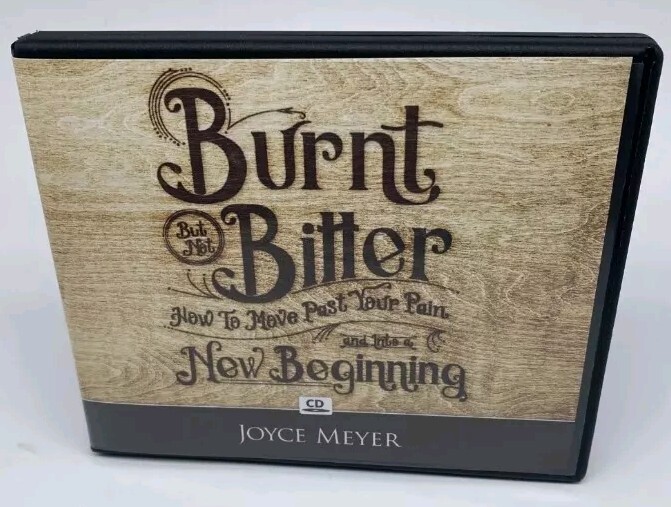 Burnt
But Not
Bitter
How To Move Past Your Pain
and Into a
New Beginning
CD
JOYCE MEYER